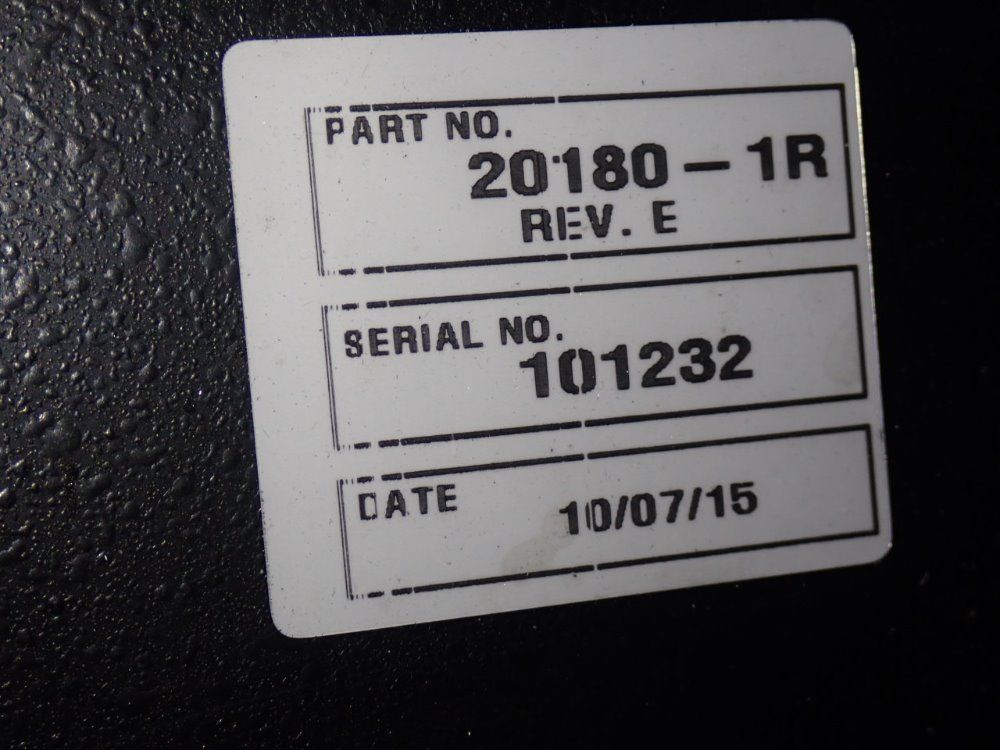 PART NO.
20180-1R
REV. E
SERIAL NO.
101232
DATE
10/07/15